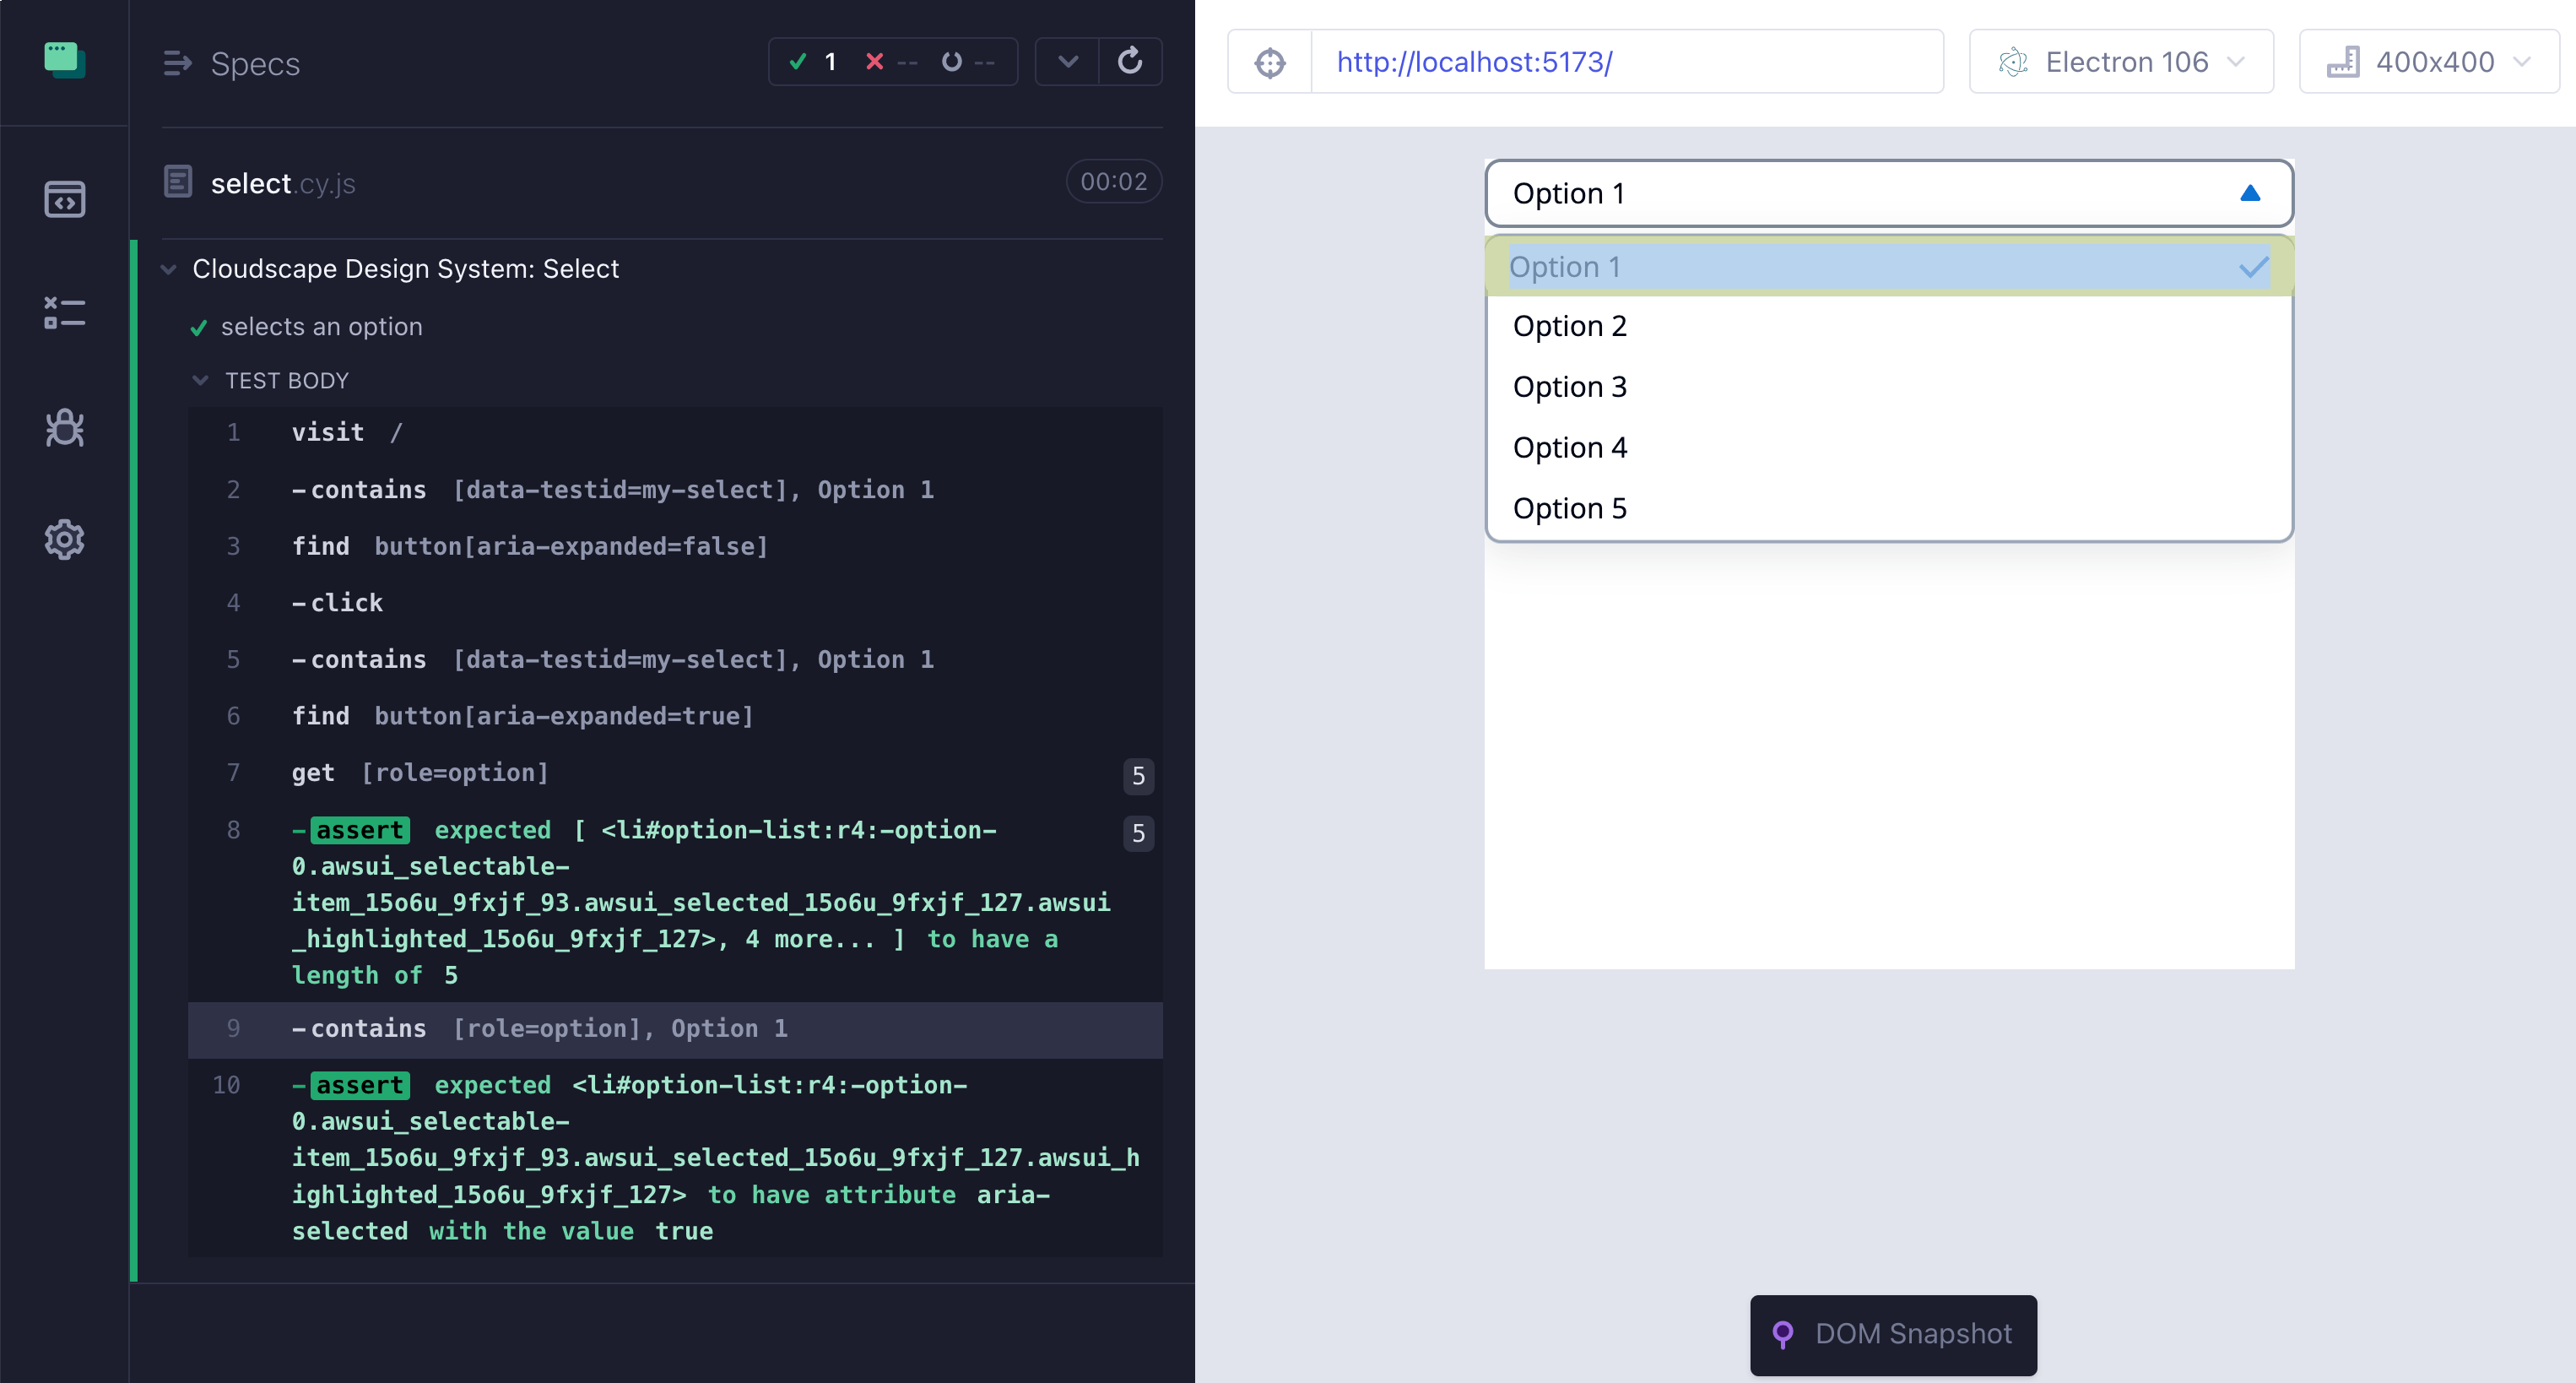 Specs
1 -- --
select.cy.js 00:02
Cloudscape Design System: Select
selects an option
TEST BODY
1 visit /
2 -contains [data-testid=my-select], Option 1
3 find button[aria-expanded=false]
4 -click
5 -contains [data-testid=my-select], Option 1
6 find button[aria-expanded=true]
7 get [role=option] 5
8 -assert expected [ <li#option-list:r4:-option- 5
0.awsui_selectable-
item_15o6u_9fxjf_93.awsui_selected_15o6u_9fxjf_127.awsui
_highlighted_15o6u_9fxjf_127>, 4 more... ] to have a
length of 5
9 -contains [role=option], Option 1
10 -assert expected <li#option-list:r4:-option-
0.awsui_selectable-
item_15o6u_9fxjf_93.awsui_selected_15o6u_9fxjf_127.awsui_h
ighlighted_15o6u_9fxjf_127> to have attribute aria-
selected with the value true
http://localhost:5173/
Electron 106
400x400
Option 1
Option 1
Option 2
Option 3
Option 4
Option 5
DOM Snapshot